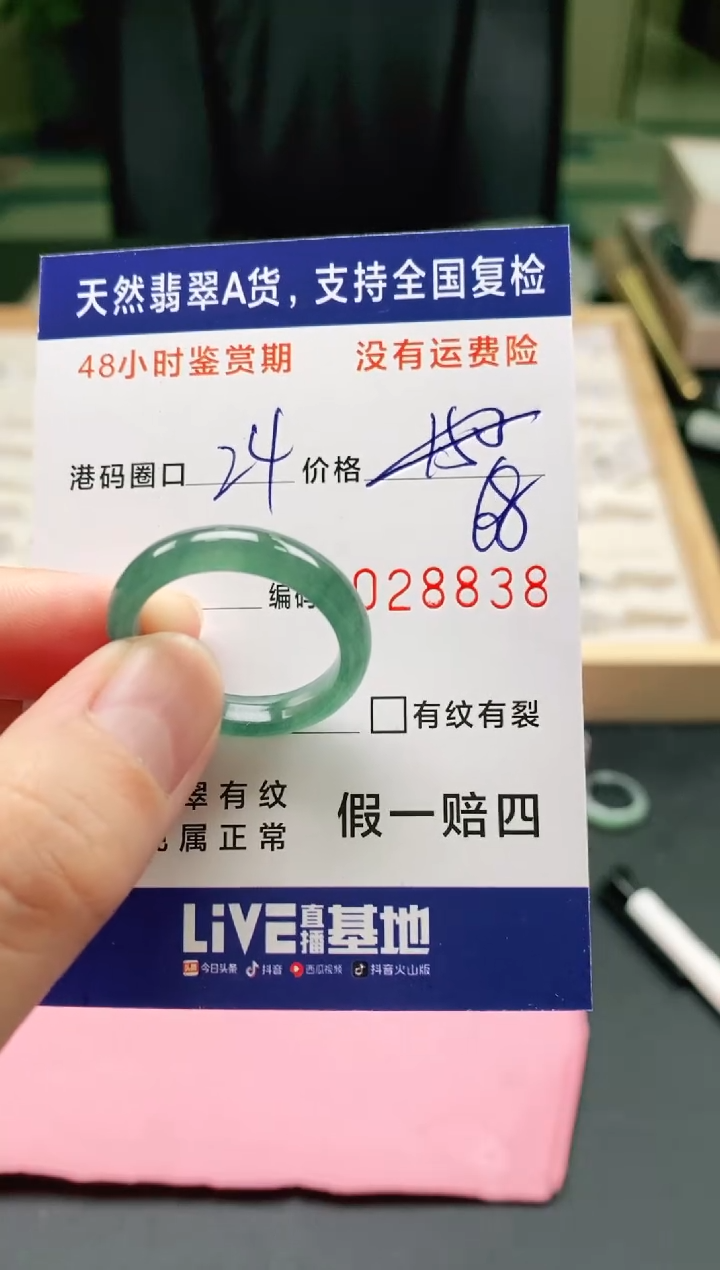 天然翡翠A货，支持全国复检
48小时鉴赏期 没有运费险
港码圈口 24 价格
68
编码 028838
有纹有裂
翠有纹
属正常
假一赔四
LiVE直播基地
今日头条 抖音 西瓜视频 抖音火山版